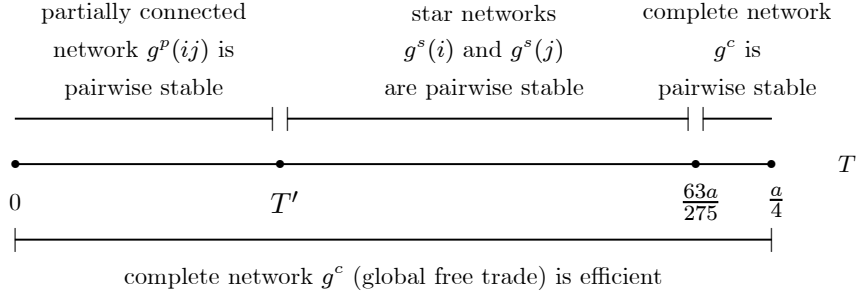 partially connected star networks complete network
network g^p(ij) is g^s(i) and g^s(j) g^c is
pairwise stable are pairwise stable pairwise stable
T
0 T′ 63a/275 a/4
complete network g^c (global free trade) is efficient